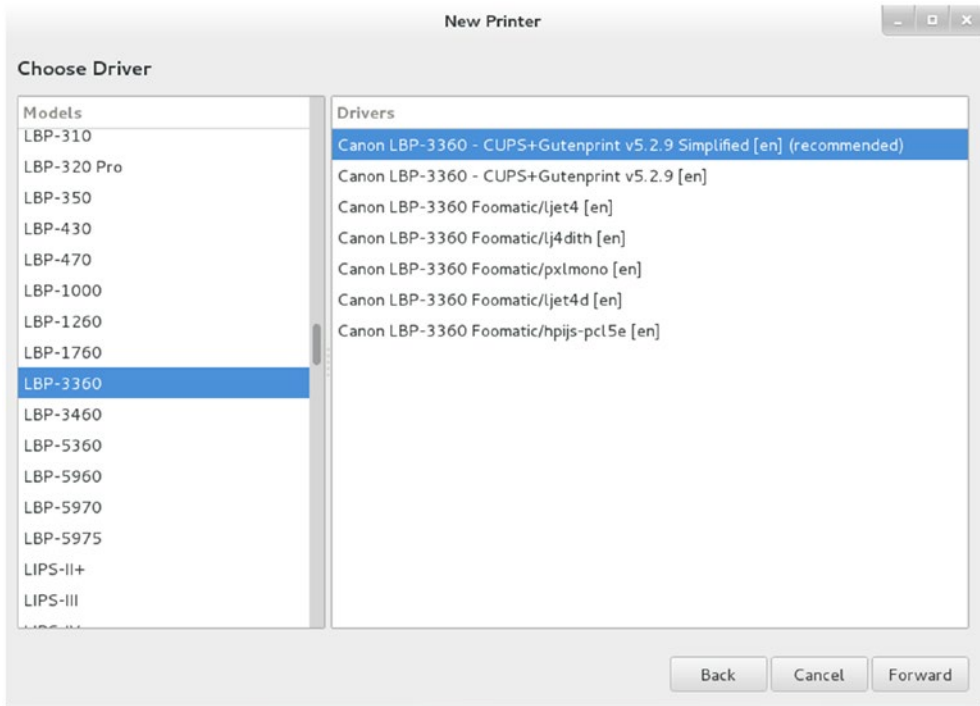 New Printer
Choose Driver
Models
LBP-310
LBP-320 Pro
LBP-350
LBP-430
LBP-470
LBP-1000
LBP-1260
LBP-1760
LBP-3360
LBP-3460
LBP-5360
LBP-5960
LBP-5970
LBP-5975
LIPS-II+
LIPS-III
Drivers
Canon LBP-3360 - CUPS+Gutenprint v5.2.9 Simplified [en] (recommended)
Canon LBP-3360 - CUPS+Gutenprint v5.2.9 [en]
Canon LBP-3360 Foomatic/ljet4 [en]
Canon LBP-3360 Foomatic/lj4dith [en]
Canon LBP-3360 Foomatic/pxlmono [en]
Canon LBP-3360 Foomatic/ljet4d [en]
Canon LBP-3360 Foomatic/hpijs-pcl5e [en]
Back
Cancel
Forward